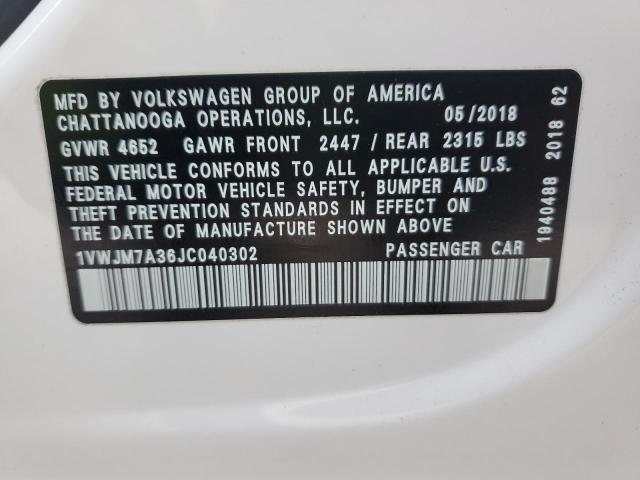 MFD BY VOLKSWAGEN GROUP OF AMERICA
CHATTANOOGA OPERATIONS, LLC. 05/2018
GVWR 4652 GAWR FRONT 2447 / REAR 2315 LBS
THIS VEHICLE CONFORMS TO ALL APPLICABLE U.S.
FEDERAL MOTOR VEHICLE SAFETY, BUMPER AND
THEFT PREVENTION STANDARDS IN EFFECT ON
THE DATE OF MANUFACTURE SHOWN ABOVE
1VWJM7A36JC040302 PASSENGER CAR
1940488 2018 62